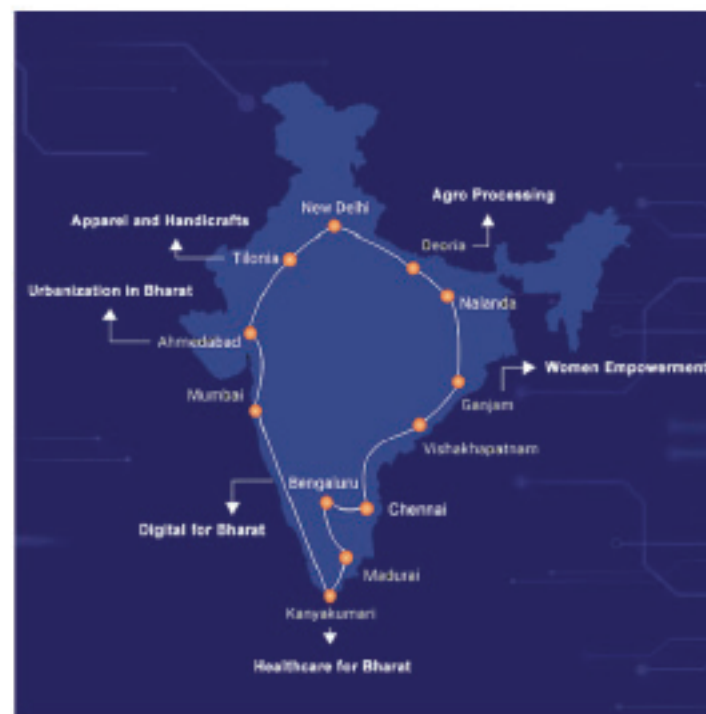 New Delhi
Agro Processing
Apparel and Handicrafts
Deoria
Tilonia
Urbanization in Bharat
Nalanda
Ahmedabad
Women Empowerment
Mumbai
Ganjam
Vishakhapatnam
Bengaluru
Chennai
Digital for Bharat
Madurai
Kanyakumari
Healthcare for Bharat